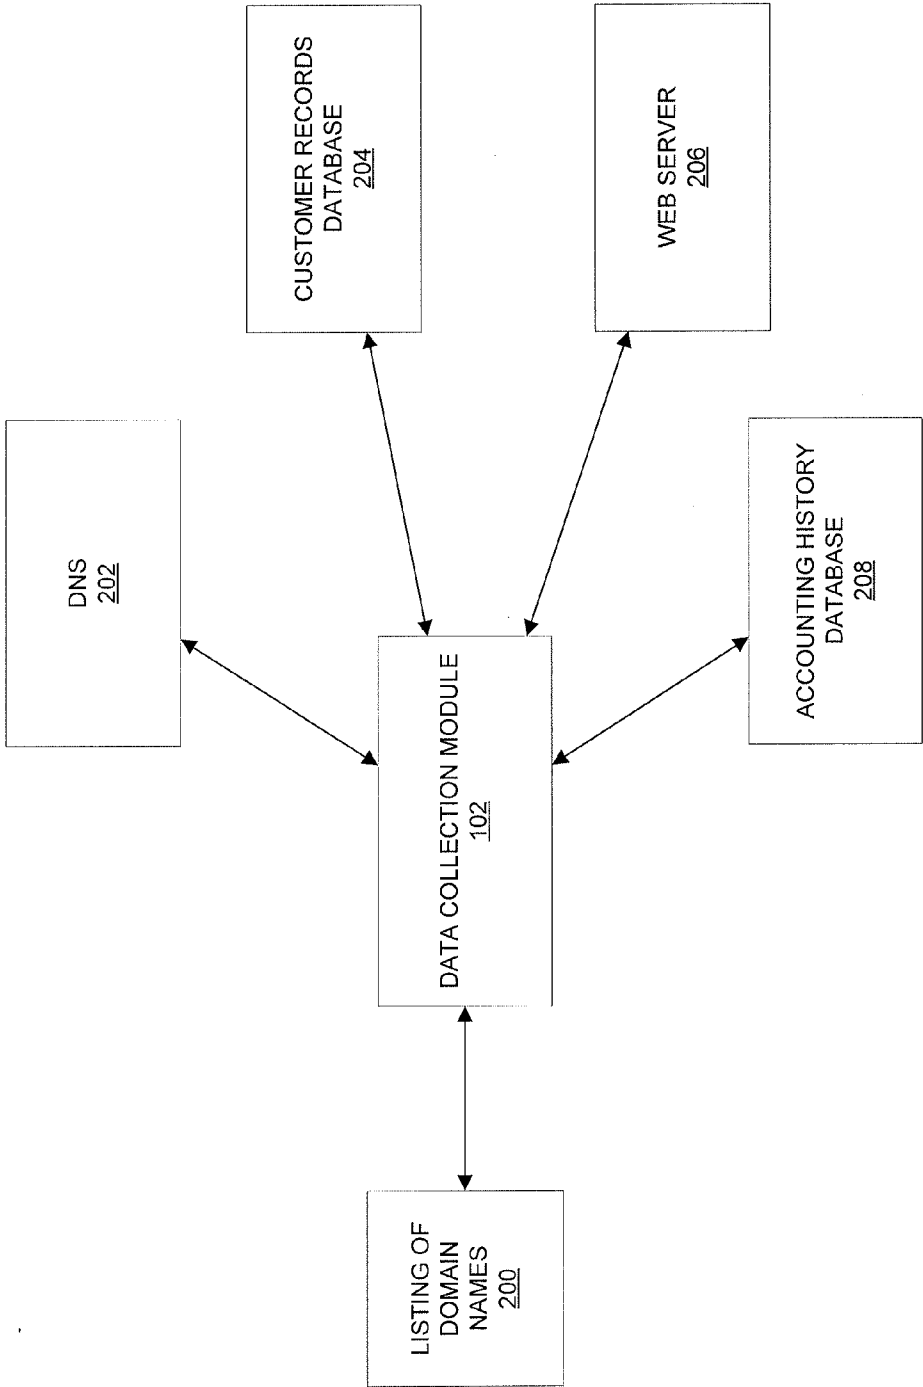 DNS
202
CUSTOMER RECORDS
DATABASE
204
LISTING OF
DOMAIN
NAMES
200
DATA COLLECTION MODULE
102
WEB SERVER
206
ACCOUNTING HISTORY
DATABASE
208